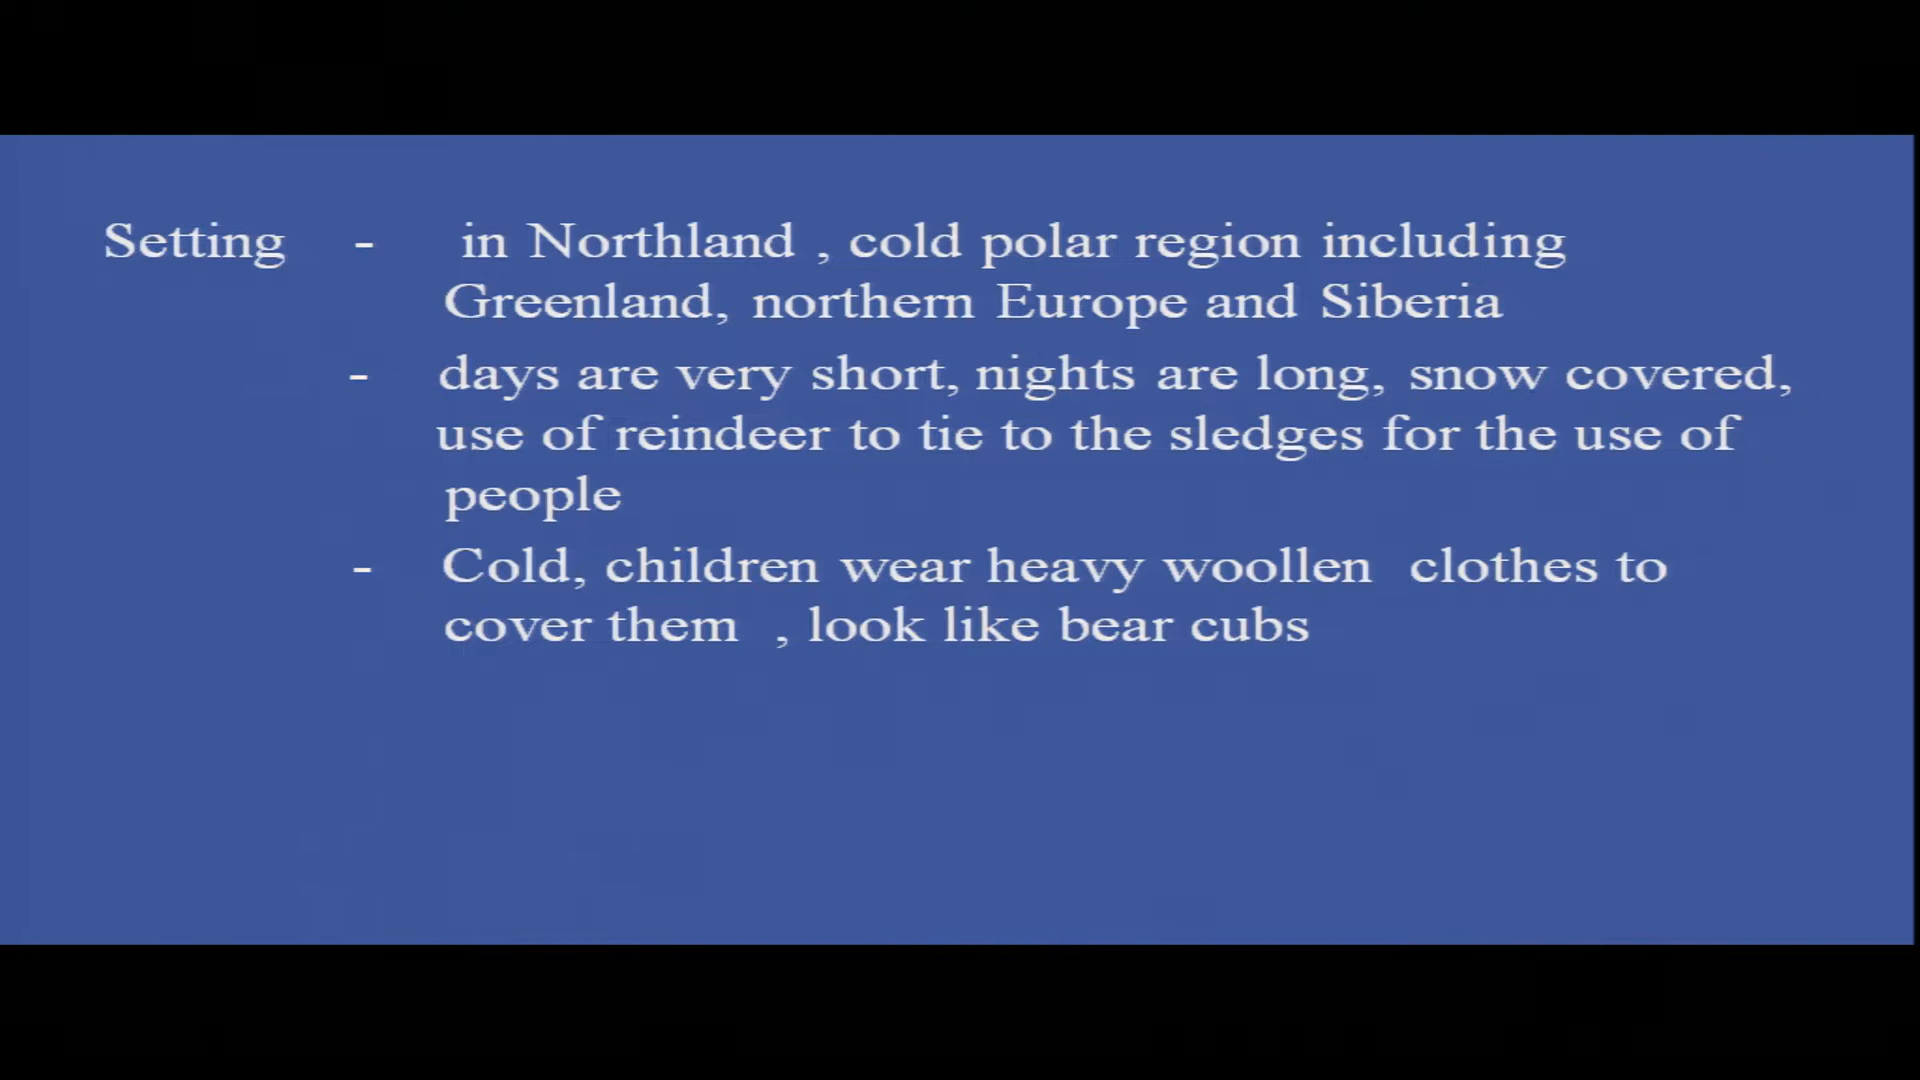 Setting - in Northland , cold polar region including
Greenland, northern Europe and Siberia
- days are very short, nights are long, snow covered,
use of reindeer to tie to the sledges for the use of
people
- Cold, children wear heavy woollen clothes to
cover them , look like bear cubs